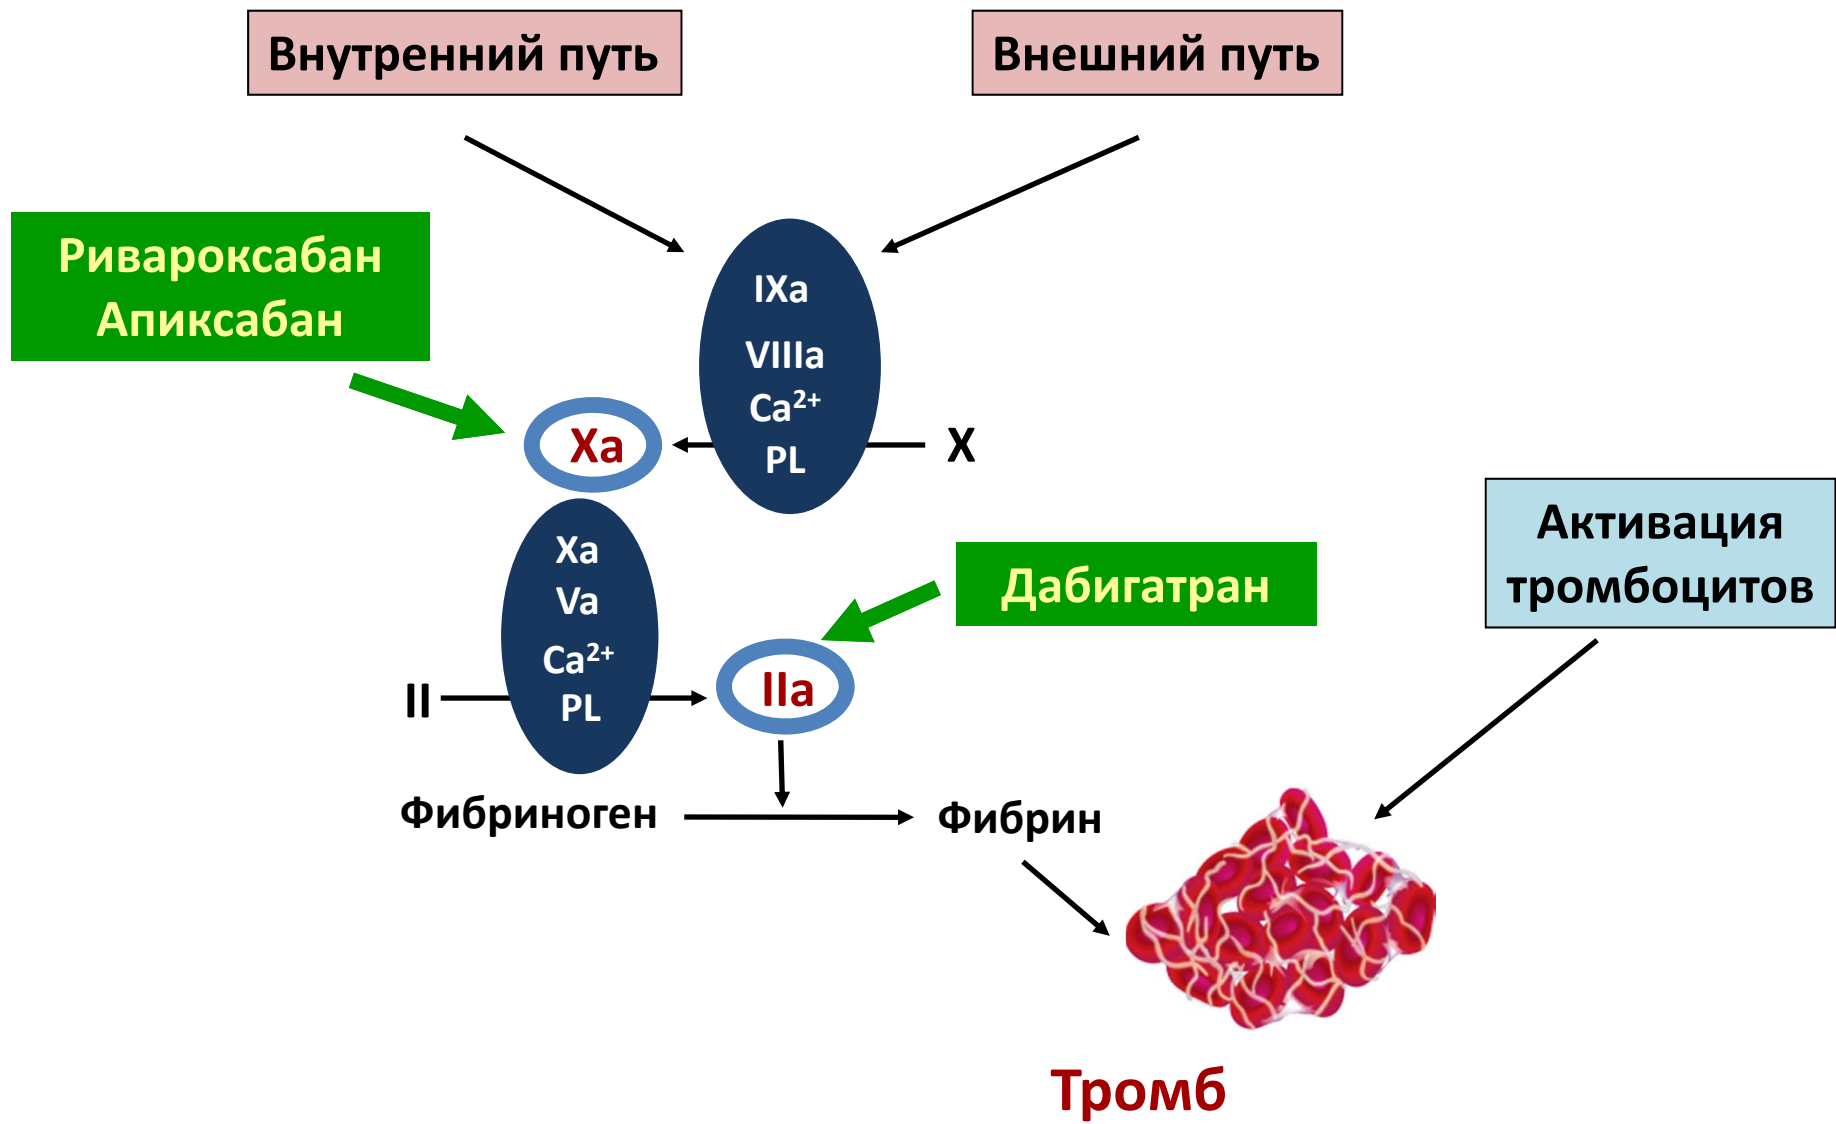 Внутренний путь
Внешний путь
Ривароксабан
Апиксабан
IXa
VIIIa
Ca²⁺
PL
Xa
X
Xa
Va
Ca²⁺
PL
II
IIa
Дабигатран
Активация
тромбоцитов
Фибриноген
Фибрин
Тромб